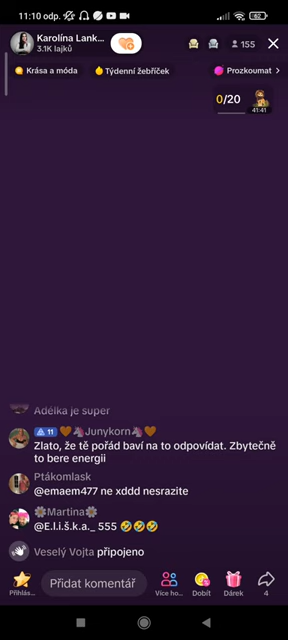 11:10 odp.
62
Karolína Lank...
3.1K lajků
155
Krása a móda
Týdenní žebříček
Prozkoumat >
0/20
41:41
Adélka je super
11 🤎🦄Junykorn🦄🤎
Zlato, že tě pořád baví na to odpovídat. Zbytečně
to bere energii
Ptákomlask
@emaem477 ne xddd nesrazite
🌼Martina🌼
@E.l.i.š.k.a._ 555 🤣🤣🤣
Veselý Vojta připojeno
Přidat komentář
Přihlás...
Více ho...
Dobít
Dárek
4